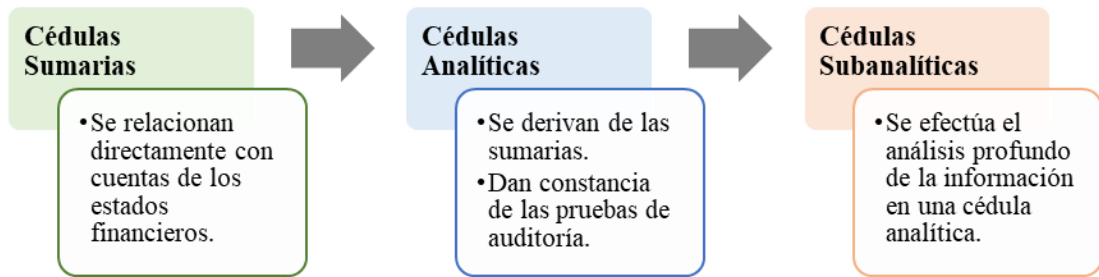 Cédulas
Sumarias
•Se relacionan
directamente con
cuentas de los
estados
financieros.
Cédulas
Analíticas
•Se derivan de las
sumarias.
•Dan constancia
de las pruebas de
auditoría.
Cédulas
Subanalíticas
•Se efectúa el
análisis profundo
de la información
en una cédula
analítica.